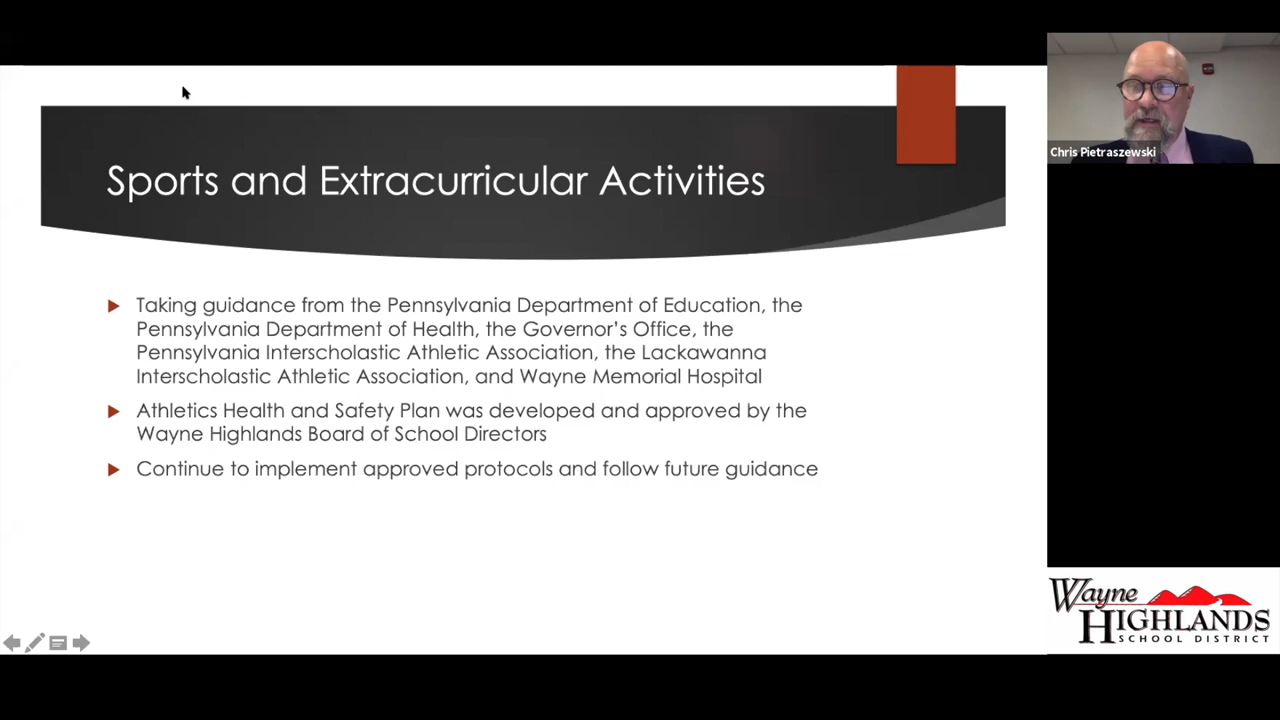 Sports and Extracurricular Activities
Taking guidance from the Pennsylvania Department of Education, the
Pennsylvania Department of Health, the Governor's Office, the
Pennsylvania Interscholastic Athletic Association, the Lackawanna
Interscholastic Athletic Association, and Wayne Memorial Hospital
Athletics Health and Safety Plan was developed and approved by the
Wayne Highlands Board of School Directors
Continue to implement approved protocols and follow future guidance
Chris Pietraszewski
Wayne
HIGHLANDS
SCHOOL DISTRICT